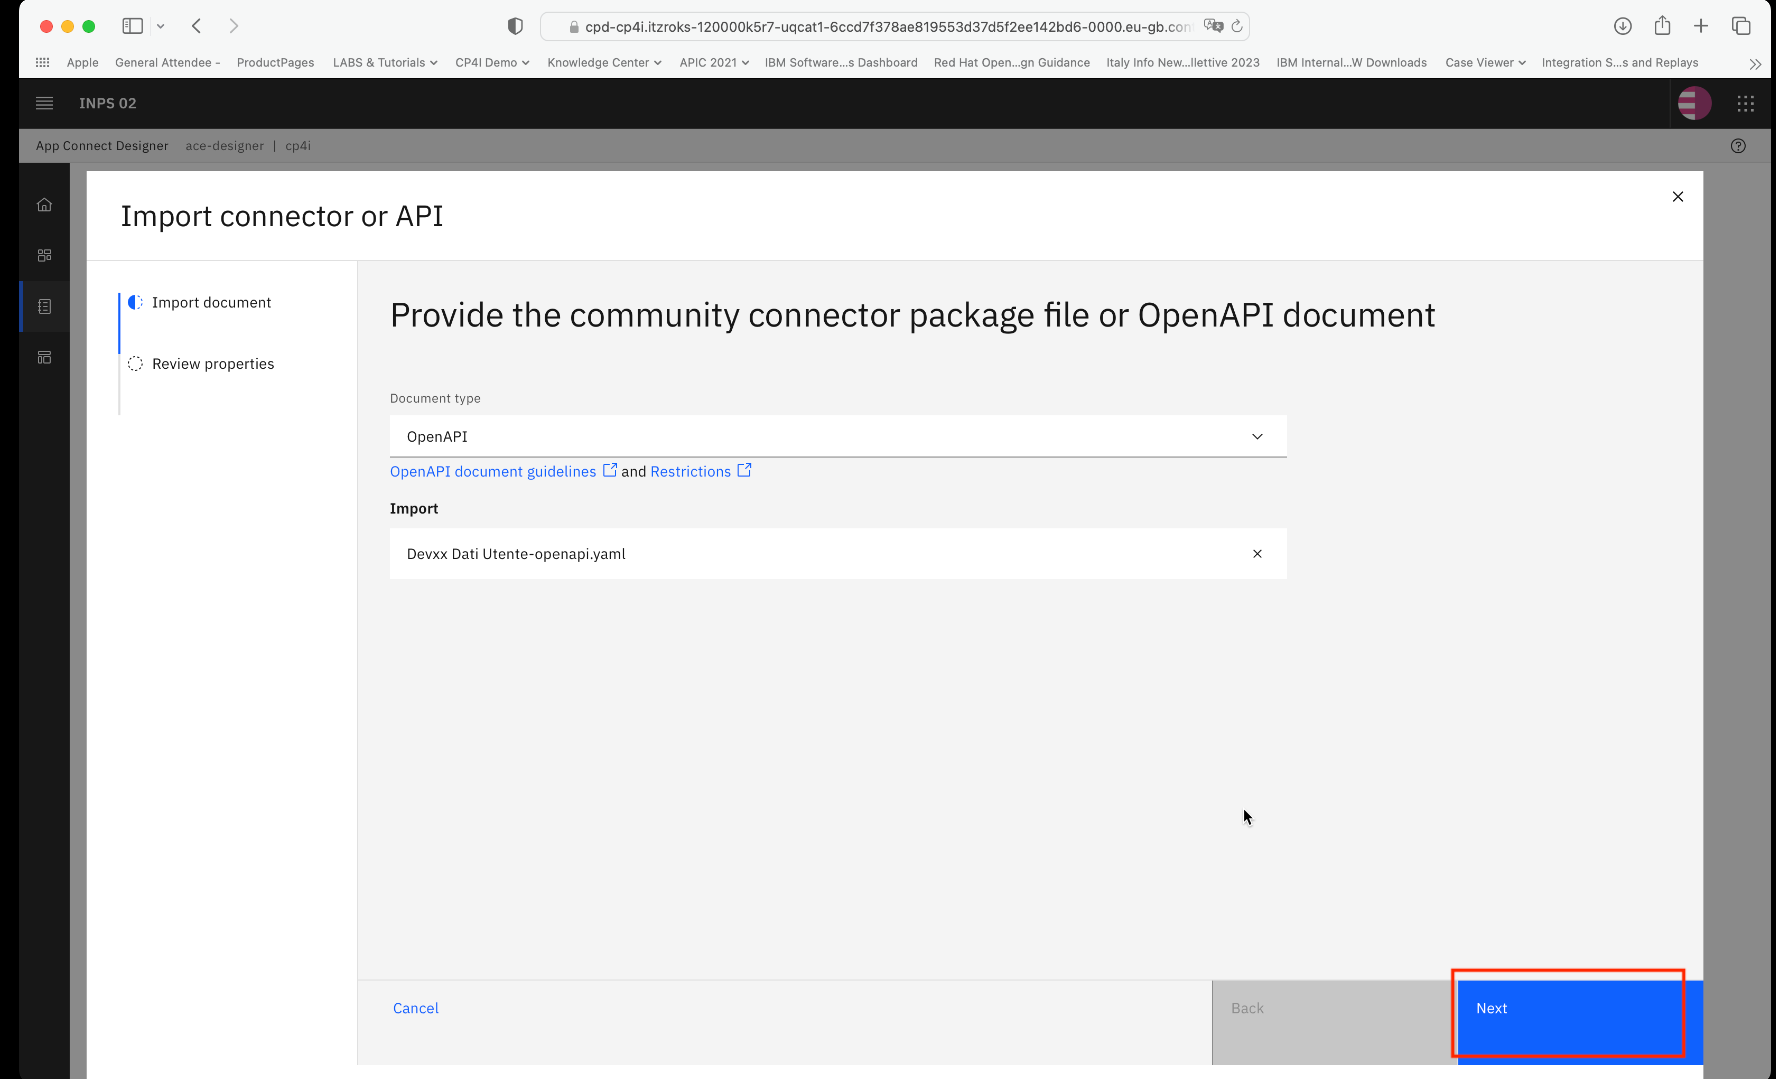 cpd-cp4i.itzroks-120000k5r7-uqcat1-6ccd7f378ae819553d37d5f2ee142bd6-0000.eu-gb.con
Apple General Attendee - ProductPages LABS & Tutorials CP4I Demo Knowledge Center APIC 2021 IBM Software...s Dashboard Red Hat Open...gn Guidance Italy Info New...llettive 2023 IBM Internal...W Downloads Case Viewer Integration S...s and Replays
INPS 02
App Connect Designer ace-designer | cp4i
Import connector or API
Import document
Review properties
Provide the community connector package file or OpenAPI document
Document type
OpenAPI
OpenAPI document guidelines and Restrictions
Import
Devxx Dati Utente-openapi.yaml
Cancel
Back
Next